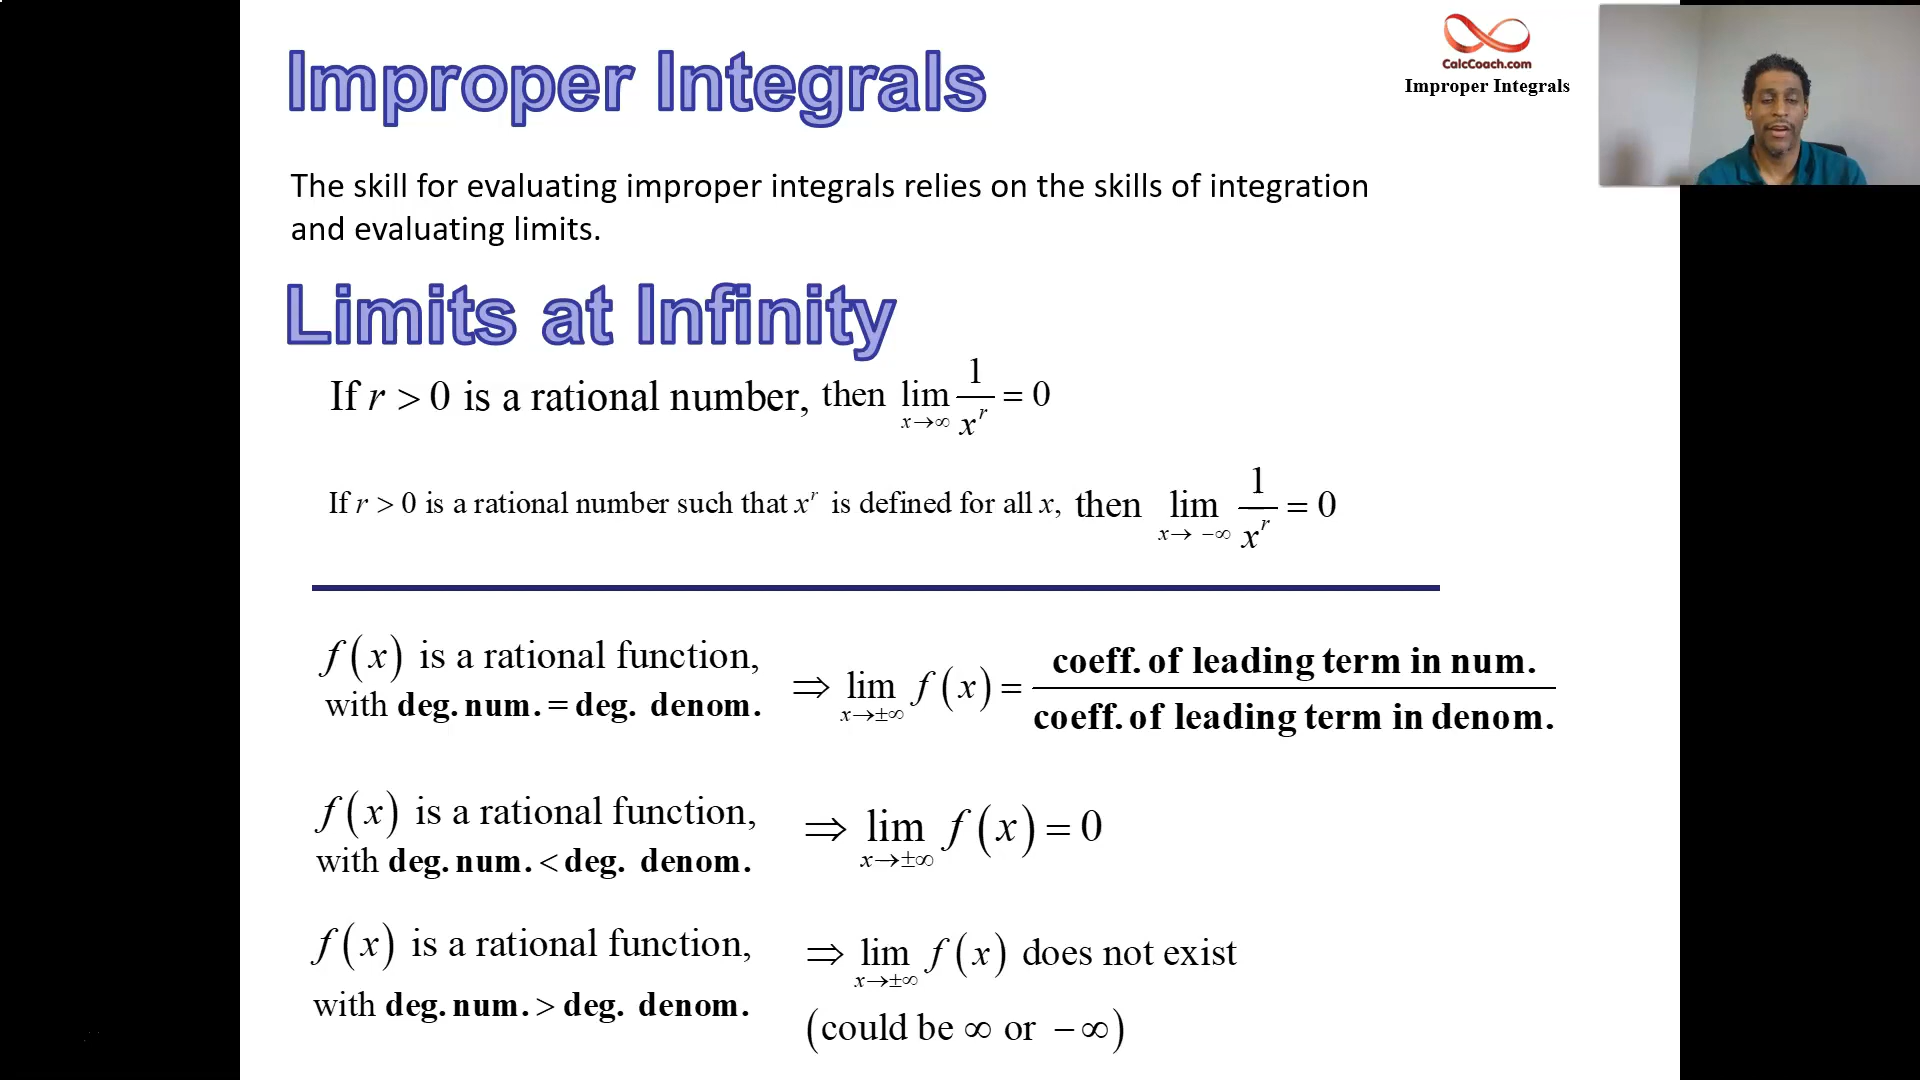 Improper Integrals
CalcCoach.com
Improper Integrals
The skill for evaluating improper integrals relies on the skills of integration
and evaluating limits.
Limits at Infinity
If r > 0 is a rational number, then lim x→∞ 1/x^r = 0
If r > 0 is a rational number such that x^r is defined for all x, then lim x→ −∞ 1/x^r = 0
f(x) is a rational function,
with deg. num. = deg. denom.
⇒ lim x→±∞ f(x) = coeff. of leading term in num. / coeff. of leading term in denom.
f(x) is a rational function,
with deg. num. < deg. denom.
⇒ lim x→±∞ f(x) = 0
f(x) is a rational function,
with deg. num. > deg. denom.
⇒ lim x→±∞ f(x) does not exist
(could be ∞ or −∞)